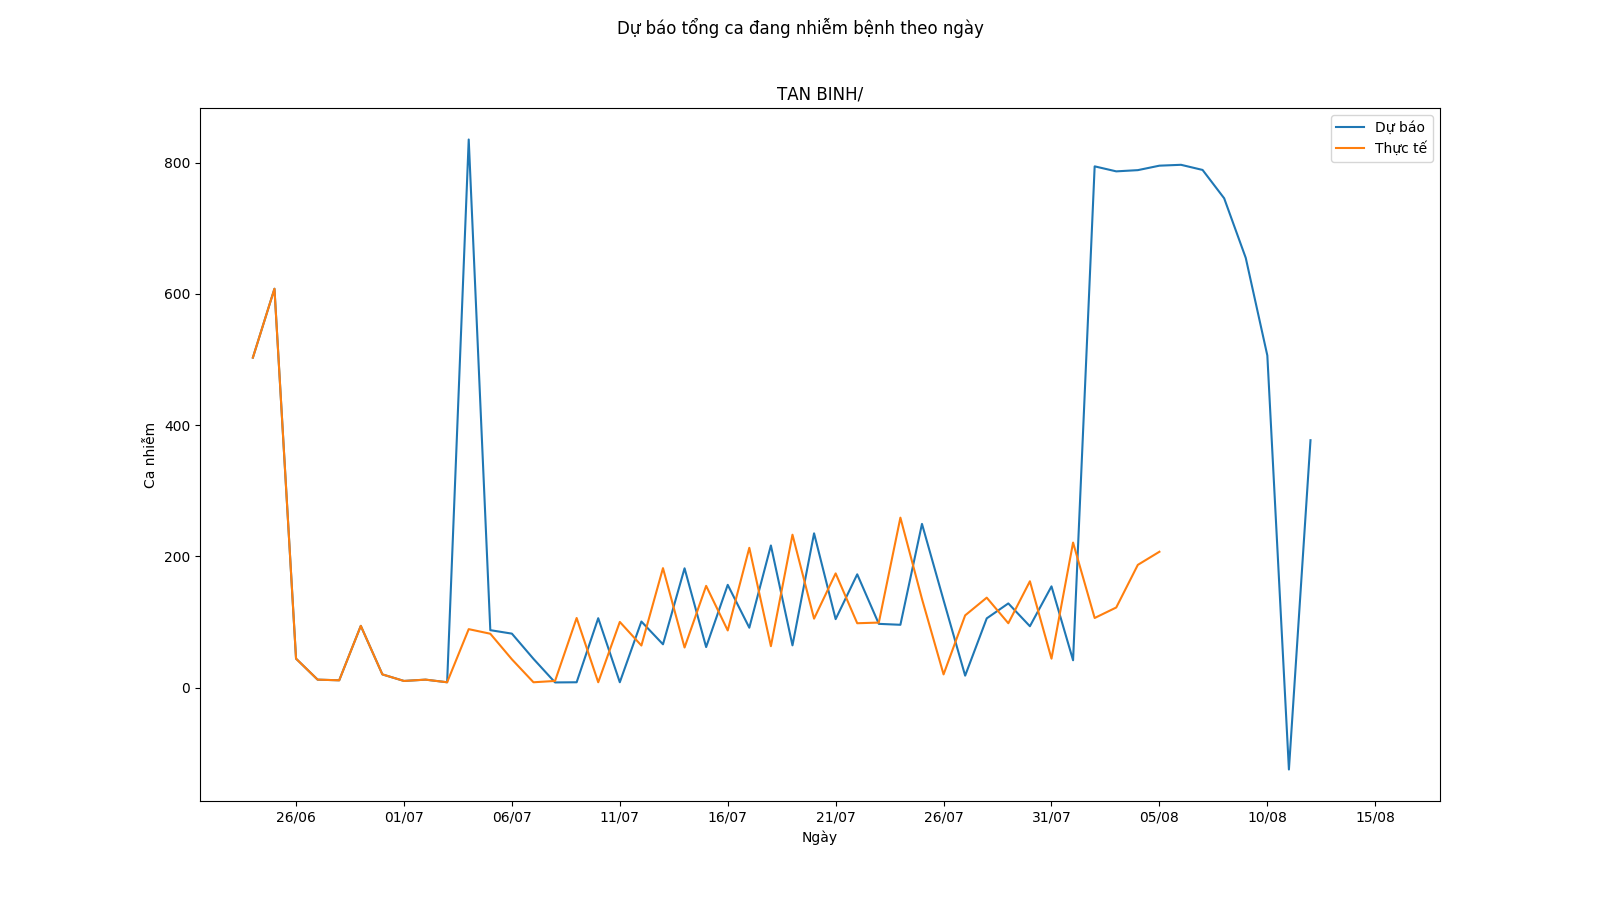 Dự báo tổng ca đang nhiễm bệnh theo ngày
TAN BINH/
Dự báo
Thực tế
800
600
400
200
0
Ca nhiễm
26/06
01/07
06/07
11/07
16/07
21/07
26/07
31/07
05/08
10/08
15/08
Ngày